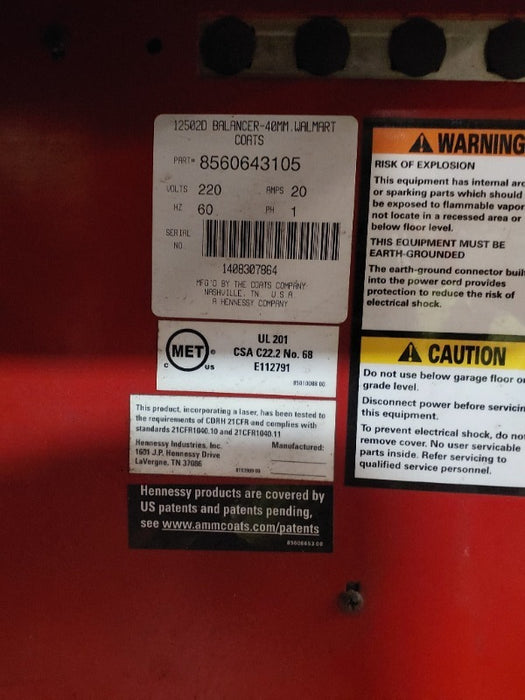 12502D BALANCER-40MM.WALMART
COATS
PART# 8560643105
VOLTS 220 AMPS 20
HZ 60 PH 1
SERIAL
NO.
1408307964
MFG'D BY THE COATS COMPANY
NASHVILLE, TN U S A
A HENNESSY COMPANY
MET
C US
UL 201
CSA C22.2 No. 68
E112791
This product, incorporating a laser, has been tested to
the requirements of CDRH 21CFR and complies with
standards 21CFR1040.10 and 21CFR1040.11
Hennessy Industries, Inc. Manufactured:
1601 J.P. Hennessy Drive
LaVergne, TN 37086
Hennessy products are covered by
US patents and patents pending,
see www.ammcoats.com/patents
WARNING
RISK OF EXPLOSION
This equipment has internal arc
or sparking parts which should
be exposed to flammable vapor
not locate in a recessed area or
below floor level.
THIS EQUIPMENT MUST BE
EARTH-GROUNDED
The earth-ground connector buil
into the power cord provides
protection to reduce the risk of
electrical shock.
CAUTION
Do not use below garage floor or
grade level.
Disconnect power before servicin
this equipment.
To prevent electrical shock, do no
remove cover. No user servicable
parts inside. Refer servicing to
qualified service personnel.